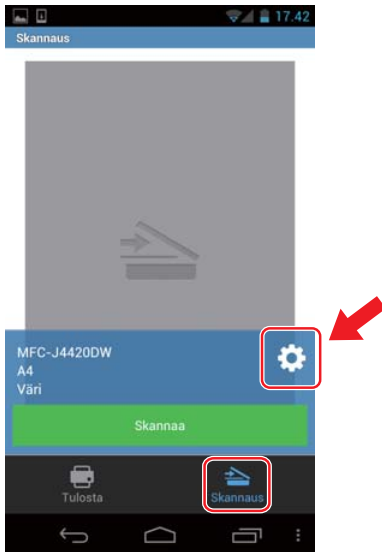 17.42
Skannaus
MFC-J4420DW
A4
Väri
Skannaa
Tulosta
Skannaus